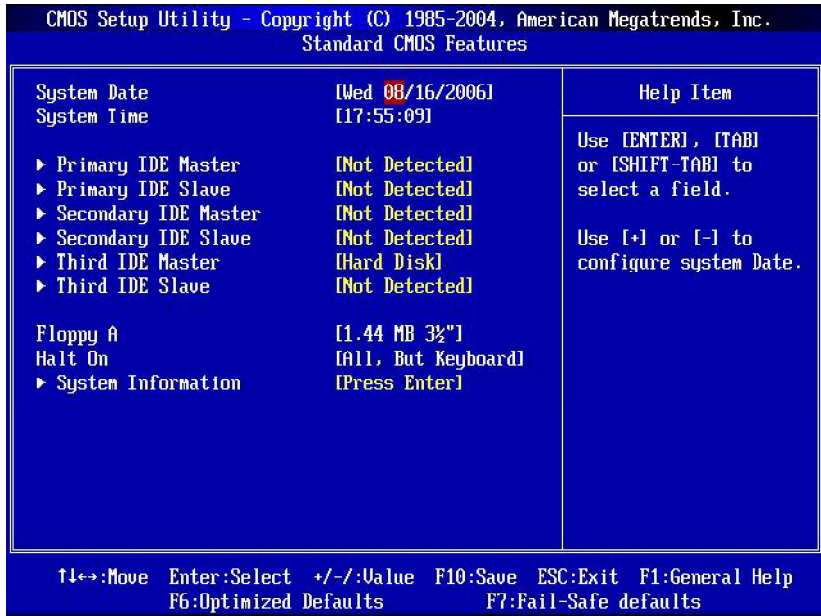 CMOS Setup Utility - Copyright (C) 1985-2004, American Megatrends, Inc.
Standard CMOS Features
System Date [Wed 08/16/2006]
System Time [17:55:09]
▶ Primary IDE Master [Not Detected]
▶ Primary IDE Slave [Not Detected]
▶ Secondary IDE Master [Not Detected]
▶ Secondary IDE Slave [Not Detected]
▶ Third IDE Master [Hard Disk]
▶ Third IDE Slave [Not Detected]
Floppy A [1.44 MB 3½"]
Halt On [All, But Keyboard]
▶ System Information [Press Enter]
Help Item
Use [ENTER], [TAB]
or [SHIFT-TAB] to
select a field.
Use [+] or [-] to
configure system Date.
↑↓←→:Move Enter:Select +/-/:Value F10:Save ESC:Exit F1:General Help
F6:Optimized Defaults F7:Fail-Safe defaults